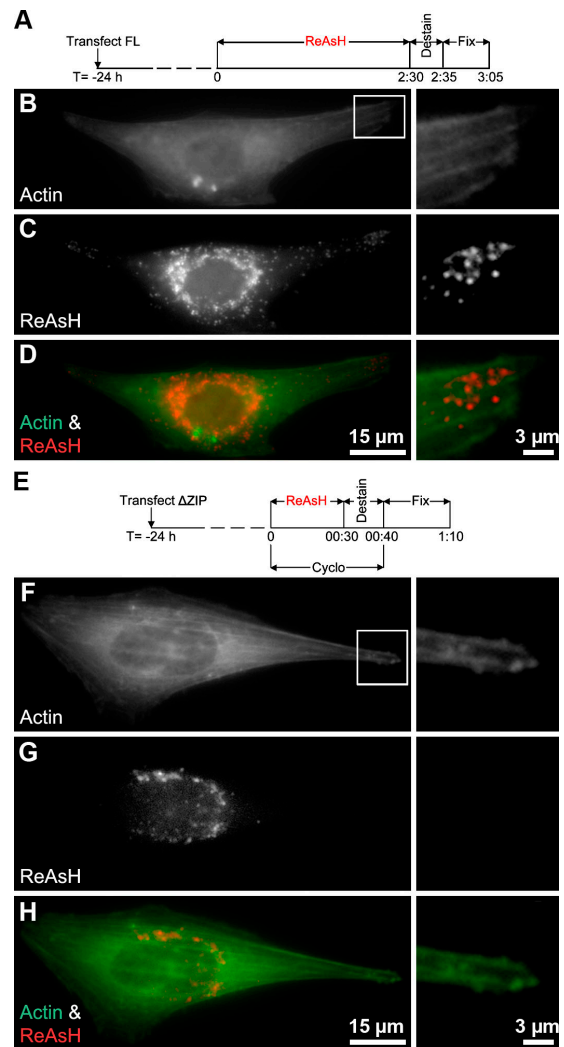 A
Transfect FL
ReAsH
Destain
Fix
T= -24 h
0
2:30
2:35
3:05
B
Actin
C
ReAsH
D
Actin &
ReAsH
15 µm
3 µm
E
Transfect ΔZIP
ReAsH
Destain
Fix
T= -24 h
0
00:30
00:40
1:10
Cyclo
F
Actin
G
ReAsH
H
Actin &
ReAsH
15 µm
3 µm